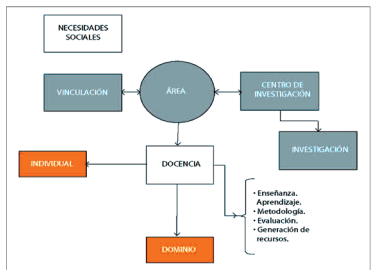 NECESIDADES
SOCIALES
VINCULACIÓN
ÁREA
CENTRO DE
INVESTIGACIÓN
INVESTIGACIÓN
INDIVIDUAL
DOCENCIA
• Enseñanza.
Aprendizaje.
• Metodología.
• Evaluación.
• Generación de
recursos.
DOMINIO